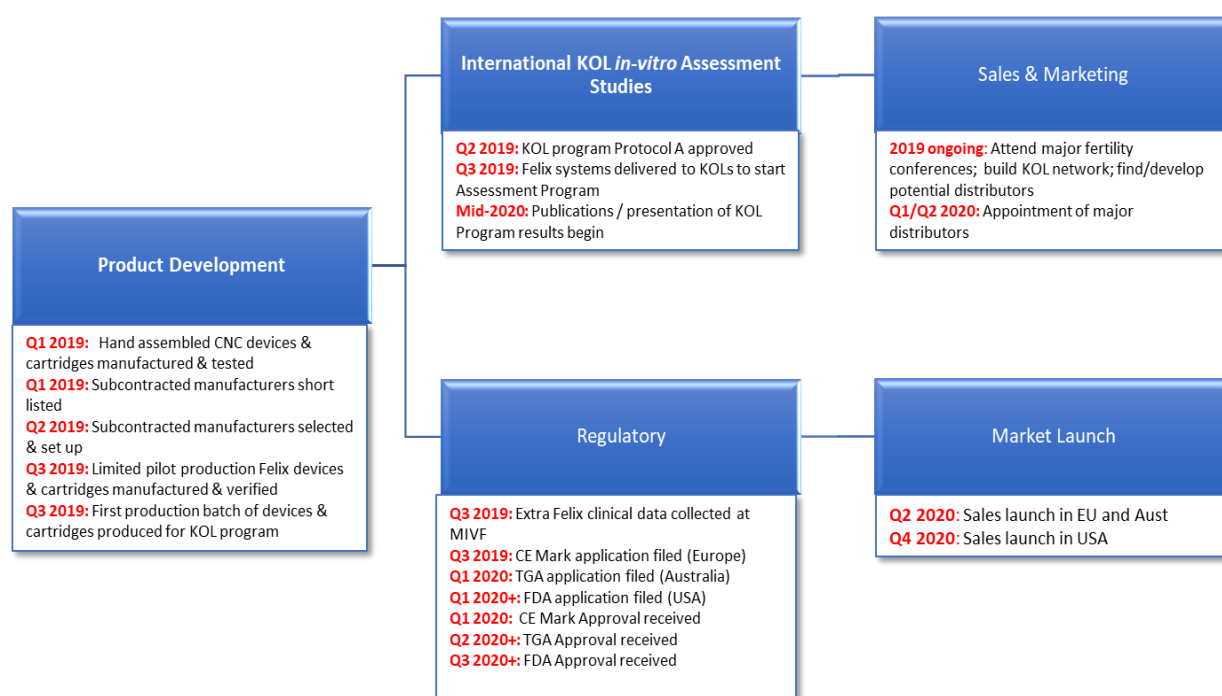 Product Development
Q1 2019: Hand assembled CNC devices &
cartridges manufactured & tested
Q1 2019: Subcontracted manufacturers short
listed
Q2 2019: Subcontracted manufacturers selected
& set up
Q3 2019: Limited pilot production Felix devices
& cartridges manufactured & verified
Q3 2019: First production batch of devices &
cartridges produced for KOL program
International KOL in-vitro Assessment
Studies
Q2 2019: KOL program Protocol A approved
Q3 2019: Felix systems delivered to KOLs to start
Assessment Program
Mid-2020: Publications / presentation of KOL
Program results begin
Sales & Marketing
2019 ongoing: Attend major fertility
conferences; build KOL network; find/develop
potential distributors
Q1/Q2 2020: Appointment of major
distributors
Regulatory
Q3 2019: Extra Felix clinical data collected at
MIVF
Q3 2019: CE Mark application filed (Europe)
Q1 2020: TGA application filed (Australia)
Q1 2020+: FDA application filed (USA)
Q1 2020: CE Mark Approval received
Q2 2020+: TGA Approval received
Q3 2020+: FDA Approval received
Market Launch
Q2 2020: Sales launch in EU and Aust
Q4 2020: Sales launch in USA